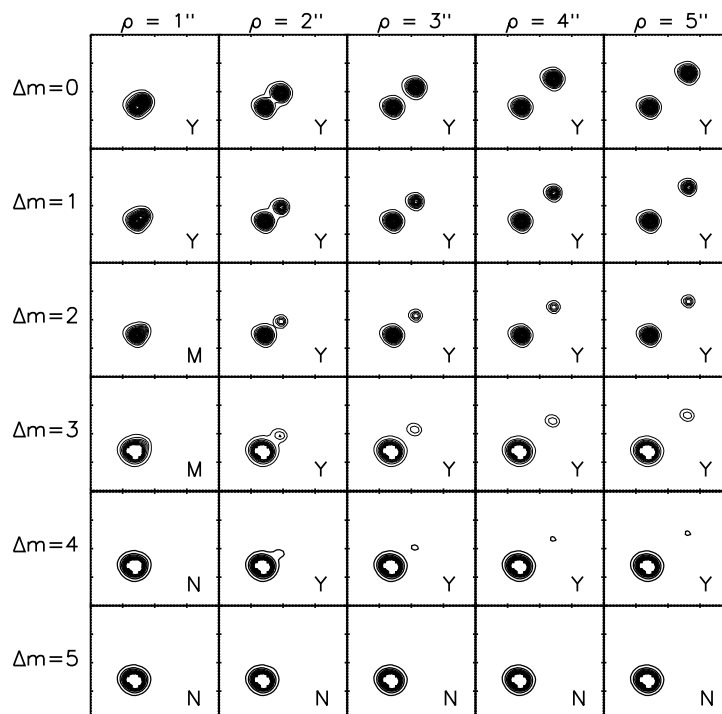 ρ = 1" ρ = 2" ρ = 3" ρ = 4" ρ = 5"
Δm=0 Y Y Y Y Y
Δm=1 Y Y Y Y Y
Δm=2 M Y Y Y Y
Δm=3 M Y Y Y Y
Δm=4 N Y Y Y Y
Δm=5 N N N N N